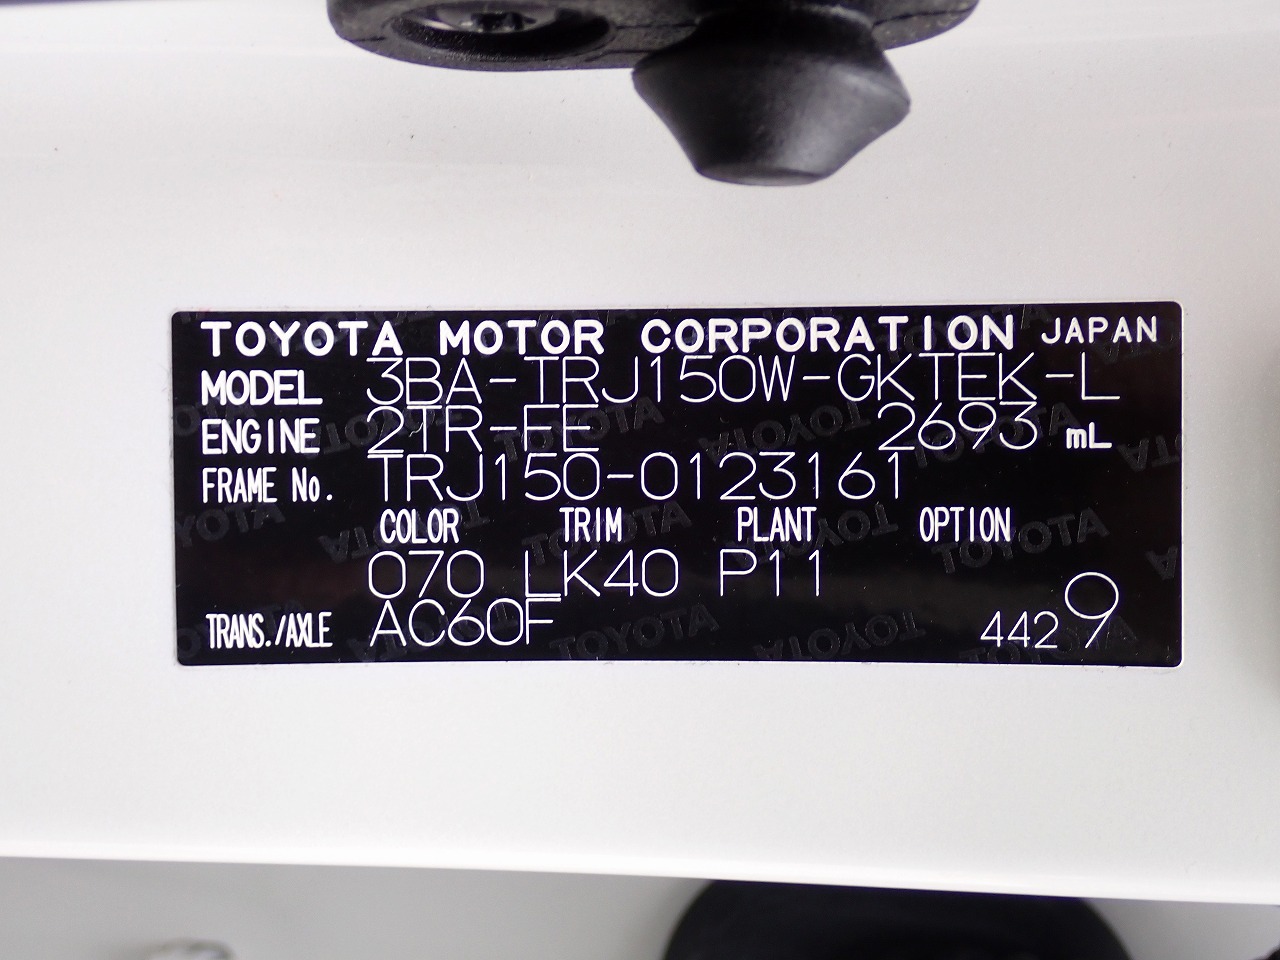 TOYOTA MOTOR CORPORATION JAPAN
MODEL 3BA-TRJ150W-GKTEK-L
ENGINE 2TR-FE 2693 mL
FRAME No. TRJ150-0123161
COLOR TRIM PLANT OPTION
070 LK40 P11
TRANS./AXLE AC60F 4429